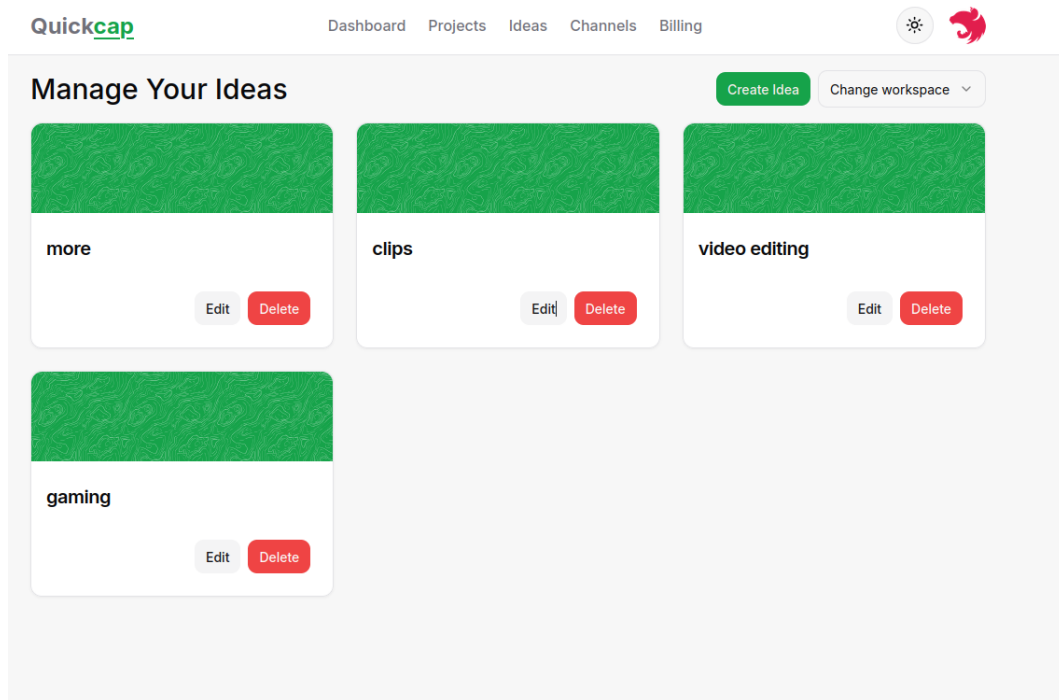 Quickcap Dashboard Projects Ideas Channels Billing
Manage Your Ideas Create Idea Change workspace
more clips video editing
Edit Delete Edit Delete Edit Delete
gaming
Edit Delete